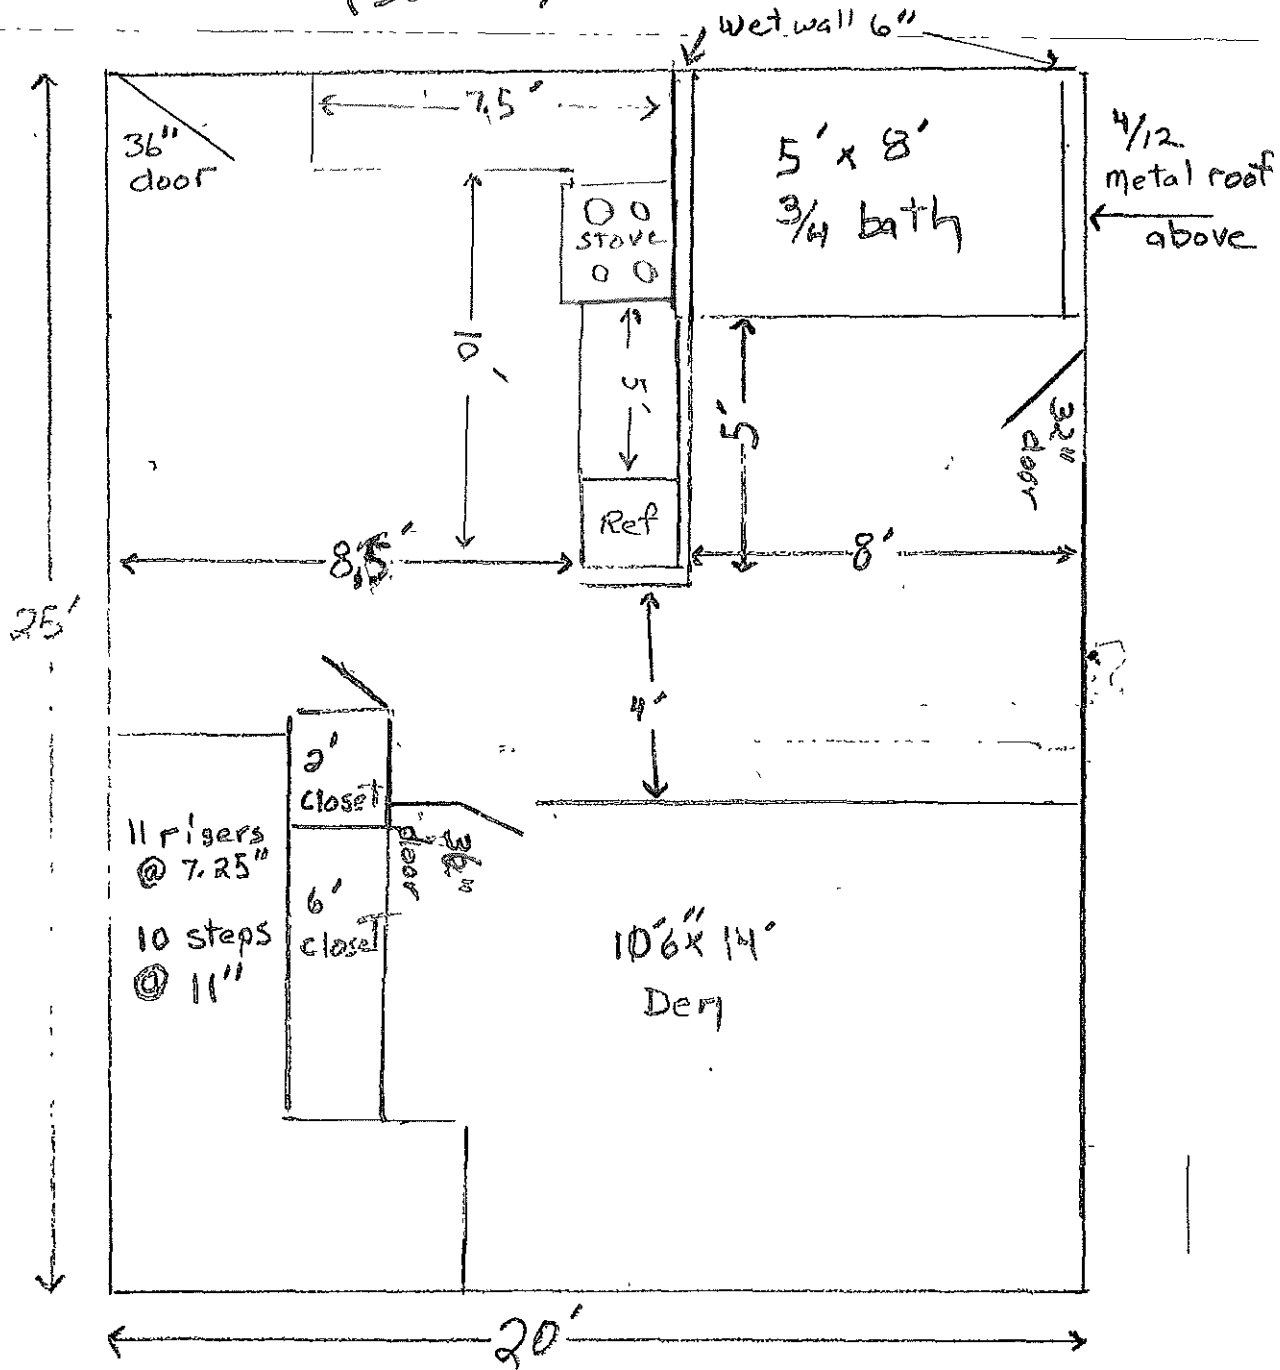 Wet wall 6"
7.5'
36"
door
5' x 8'
3/4 bath
4/12
metal roof
above
stove
10'
5'
5'
32"
door
Ref
8.5'
8'
25'
4'
2'
closet
36"
door
11 risers
@ 7.25"
6'
closet
10 steps
@ 11"
10'6" x 14'
Den
20'